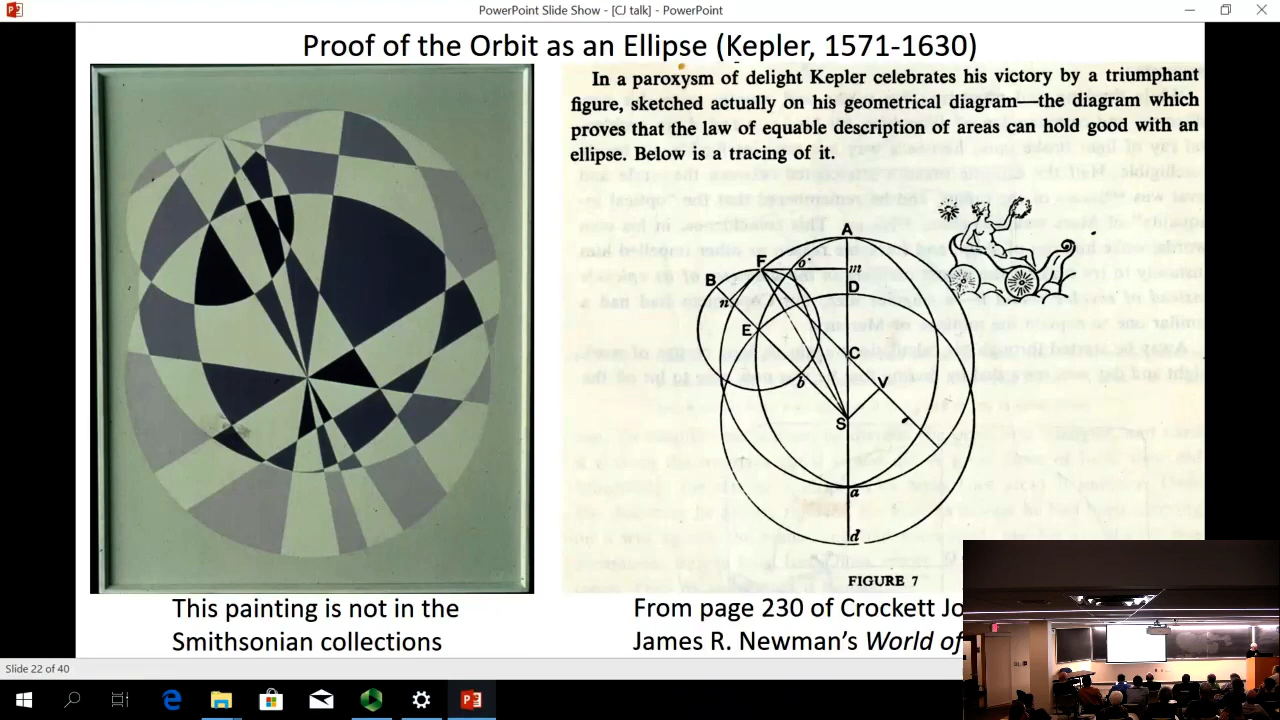 PowerPoint Slide Show - [CJ talk] - PowerPoint
Proof of the Orbit as an Ellipse (Kepler, 1571-1630)
In a paroxysm of delight Kepler celebrates his victory by a triumphant
figure, sketched actually on his geometrical diagram—the diagram which
proves that the law of equable description of areas can hold good with an
ellipse. Below is a tracing of it.
A
F
o
m
B
n
D
E
C
b
V
S
a
d
FIGURE 7
This painting is not in the
Smithsonian collections
From page 230 of Crockett Jo
James R. Newman's World of
Slide 22 of 40